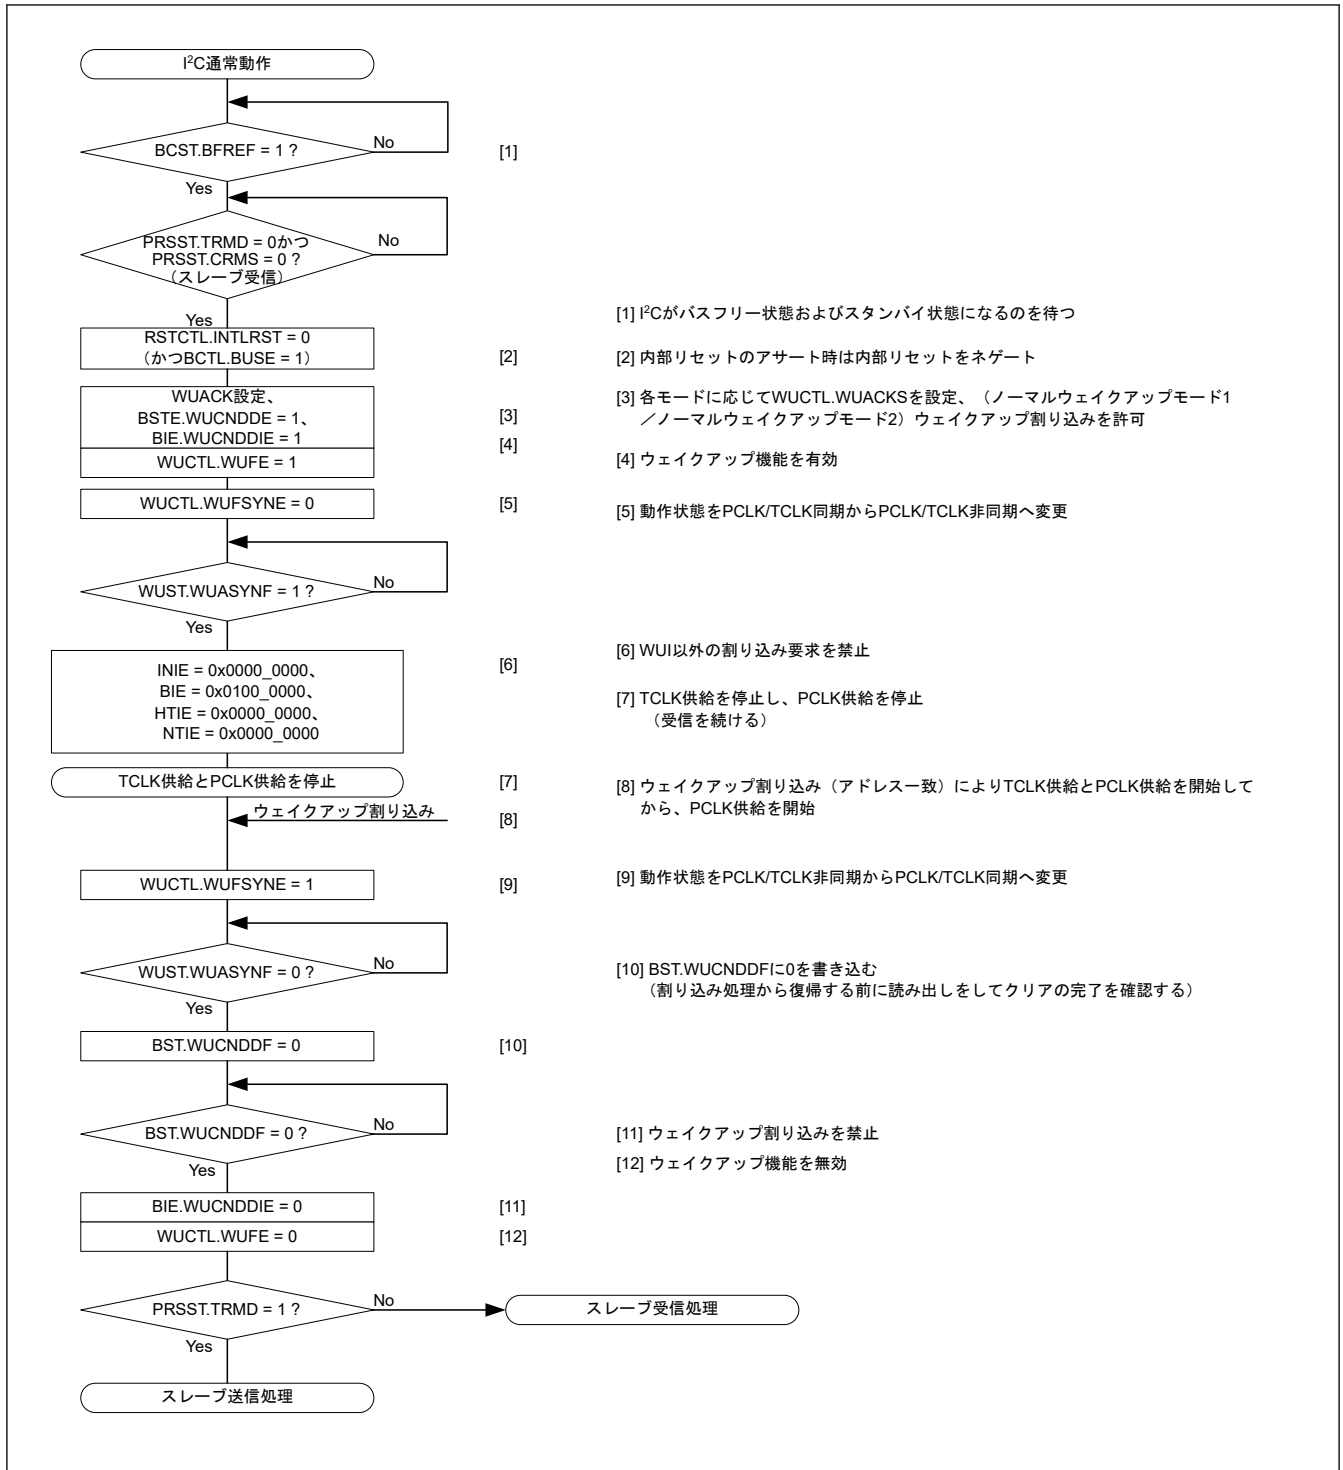 I²C通常動作
BCST.BFREF = 1 ?
No
[1]
Yes
PRSST.TRMD = 0かつ
PRSST.CRMS = 0 ?
（スレーブ受信）
No
Yes
[1] I²Cがバスフリー状態およびスタンバイ状態になるのを待つ
RSTCTL.INTLRST = 0
（かつBCTL.BUSE = 1）
[2]
[2] 内部リセットのアサート時は内部リセットをネゲート
WUACK設定、
BSTE.WUCNDDE = 1、
BIE.WUCNDDIE = 1
[3]
[3] 各モードに応じてWUCTL.WUACKSを設定、（ノーマルウェイクアップモード1
／ノーマルウェイクアップモード2）ウェイクアップ割り込みを許可
WUCTL.WUFE = 1
[4]
[4] ウェイクアップ機能を有効
WUCTL.WUFSYNE = 0
[5]
[5] 動作状態をPCLK/TCLK同期からPCLK/TCLK非同期へ変更
WUST.WUASYNF = 1 ?
No
Yes
INIE = 0x0000_0000、
BIE = 0x0100_0000、
HTIE = 0x0000_0000、
NTIE = 0x0000_0000
[6]
[6] WUI以外の割り込み要求を禁止
[7] TCLK供給を停止し、PCLK供給を停止
（受信を続ける）
TCLK供給とPCLK供給を停止
[7]
ウェイクアップ割り込み
[8]
[8] ウェイクアップ割り込み（アドレス一致）によりTCLK供給とPCLK供給を開始して
から、PCLK供給を開始
WUCTL.WUFSYNE = 1
[9]
[9] 動作状態をPCLK/TCLK非同期からPCLK/TCLK同期へ変更
WUST.WUASYNF = 0 ?
No
Yes
[10] BST.WUCNDDFに0を書き込む
（割り込み処理から復帰する前に読み出しをしてクリアの完了を確認する）
BST.WUCNDDF = 0
[10]
BST.WUCNDDF = 0 ?
No
Yes
[11] ウェイクアップ割り込みを禁止
[12] ウェイクアップ機能を無効
BIE.WUCNDDIE = 0
[11]
WUCTL.WUFE = 0
[12]
PRSST.TRMD = 1 ?
No
スレーブ受信処理
Yes
スレーブ送信処理